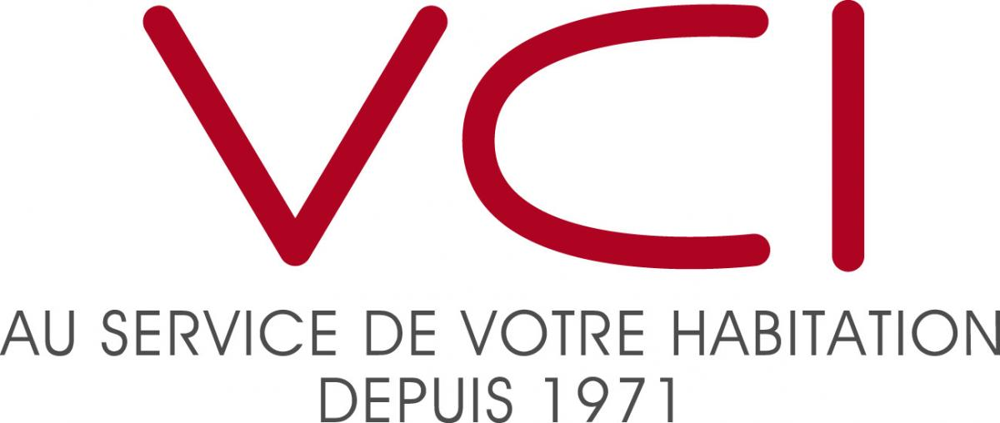 VCI
AU SERVICE DE VOTRE HABITATION
DEPUIS 1971